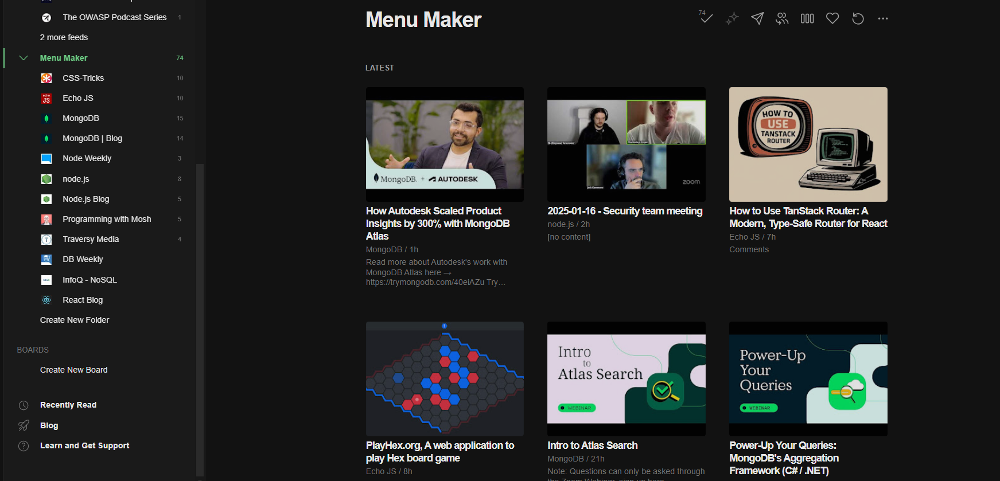 The OWASP Podcast Series 1
2 more feeds
Menu Maker 74
CSS-Tricks 10
Echo JS 10
MongoDB 15
MongoDB | Blog 14
Node Weekly 3
node.js 8
Node.js Blog 5
Programming with Mosh 5
Traversy Media 4
DB Weekly
InfoQ - NoSQL
React Blog
Create New Folder
BOARDS
Create New Board
Recently Read
Blog
Learn and Get Support
Menu Maker
74
LATEST
MongoDB. + AUTODESK
How Autodesk Scaled Product
Insights by 300% with MongoDB
Atlas
MongoDB / 1h
Read more about Autodesk's work with
MongoDB Atlas here →
https://trymongodb.com/40eiAZu Try…
zoom
2025-01-16 - Security team meeting
node.js / 2h
[no content]
HOW TO
USE
TANSTACK
ROUTER
How to Use TanStack Router: A
Modern, Type-Safe Router for React
Echo JS / 7h
Comments
1
PlayHex.org, A web application to
play Hex board game
Echo JS / 8h
Intro
to
Atlas Search
WEBINAR
Intro to Atlas Search
MongoDB / 21h
Note: Questions can only be asked through
the Zoom Webinar, sign up here
Power-Up
Your
Queries
WEBINAR
Power-Up Your Queries:
MongoDB's Aggregation
Framework (C# / .NET)